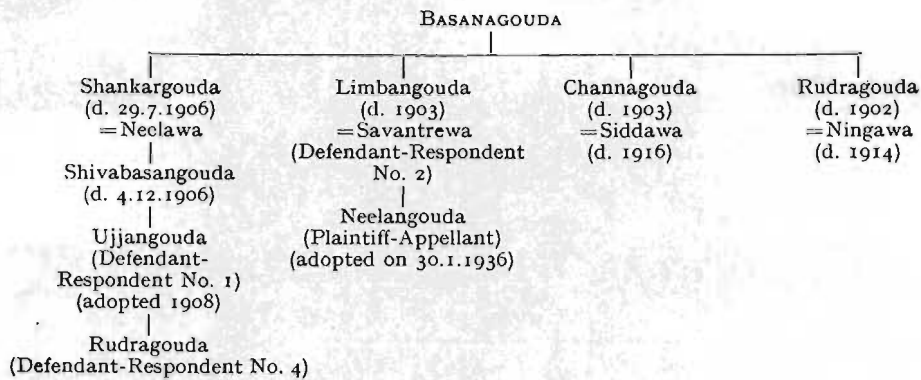 BASANAGOUDA
Shankargouda
(d. 29.7.1906)
=Neelawa
Shivabasangouda
(d. 4.12.1906)
Ujjangouda
(Defendant-
Respondent No. 1)
(adopted 1908)
Rudragouda
(Defendant-Respondent No. 4)
Limbangouda
(d. 1903)
=Savantrewa
(Defendant-Respondent
No. 2)
Neelangouda
(Plaintiff-Appellant)
(adopted on 30.1.1936)
Channagouda
(d. 1903)
=Siddawa
(d. 1916)
Rudragouda
(d. 1902)
=Ningawa
(d. 1914)